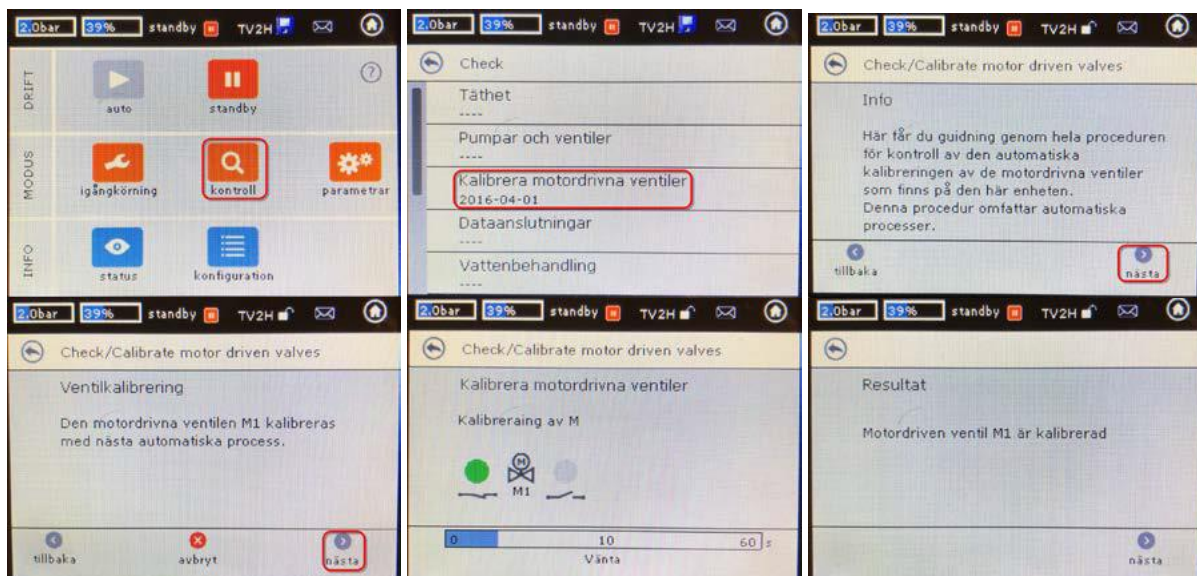 2.0bar 39% standby TV2H
DRIFT
auto
standby
?
MODUS
igångkörning
kontroll
parametrar
INFO
status
konfiguration
2.0bar 39% standby TV2H
Check
Täthet
----
Pumpar och ventiler
----
Kalibrera motordrivna ventiler
2016-04-01
Dataanslutningar
----
Vattenbehandling
----
2.0bar 39% standby TV2H
Check/Calibrate motor driven valves
Info
Här får du guidning genom hela proceduren
för kontroll av den automatiska
kalibreringen av de motordrivna ventiler
som finns på den här enheten.
Denna procedur omfattar automatiska
processer.
tillbaka
nästa
2.0bar 39% standby TV2H
Check/Calibrate motor driven valves
Ventilkalibrering
Den motordrivna ventilen M1 kalibreras
med nästa automatiska process.
tillbaka
avbryt
nästa
2.0bar 39% standby TV2H
Check/Calibrate motor driven valves
Kalibrera motordrivna ventiler
Kalibreraing av M
M
M1
0 10 60 s
Vänta
2.0bar 39% standby TV2H
Resultat
Motordriven ventil M1 är kalibrerad
nästa